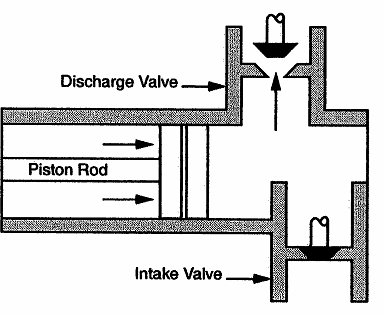 Discharge Valve
Piston Rod
Intake Valve